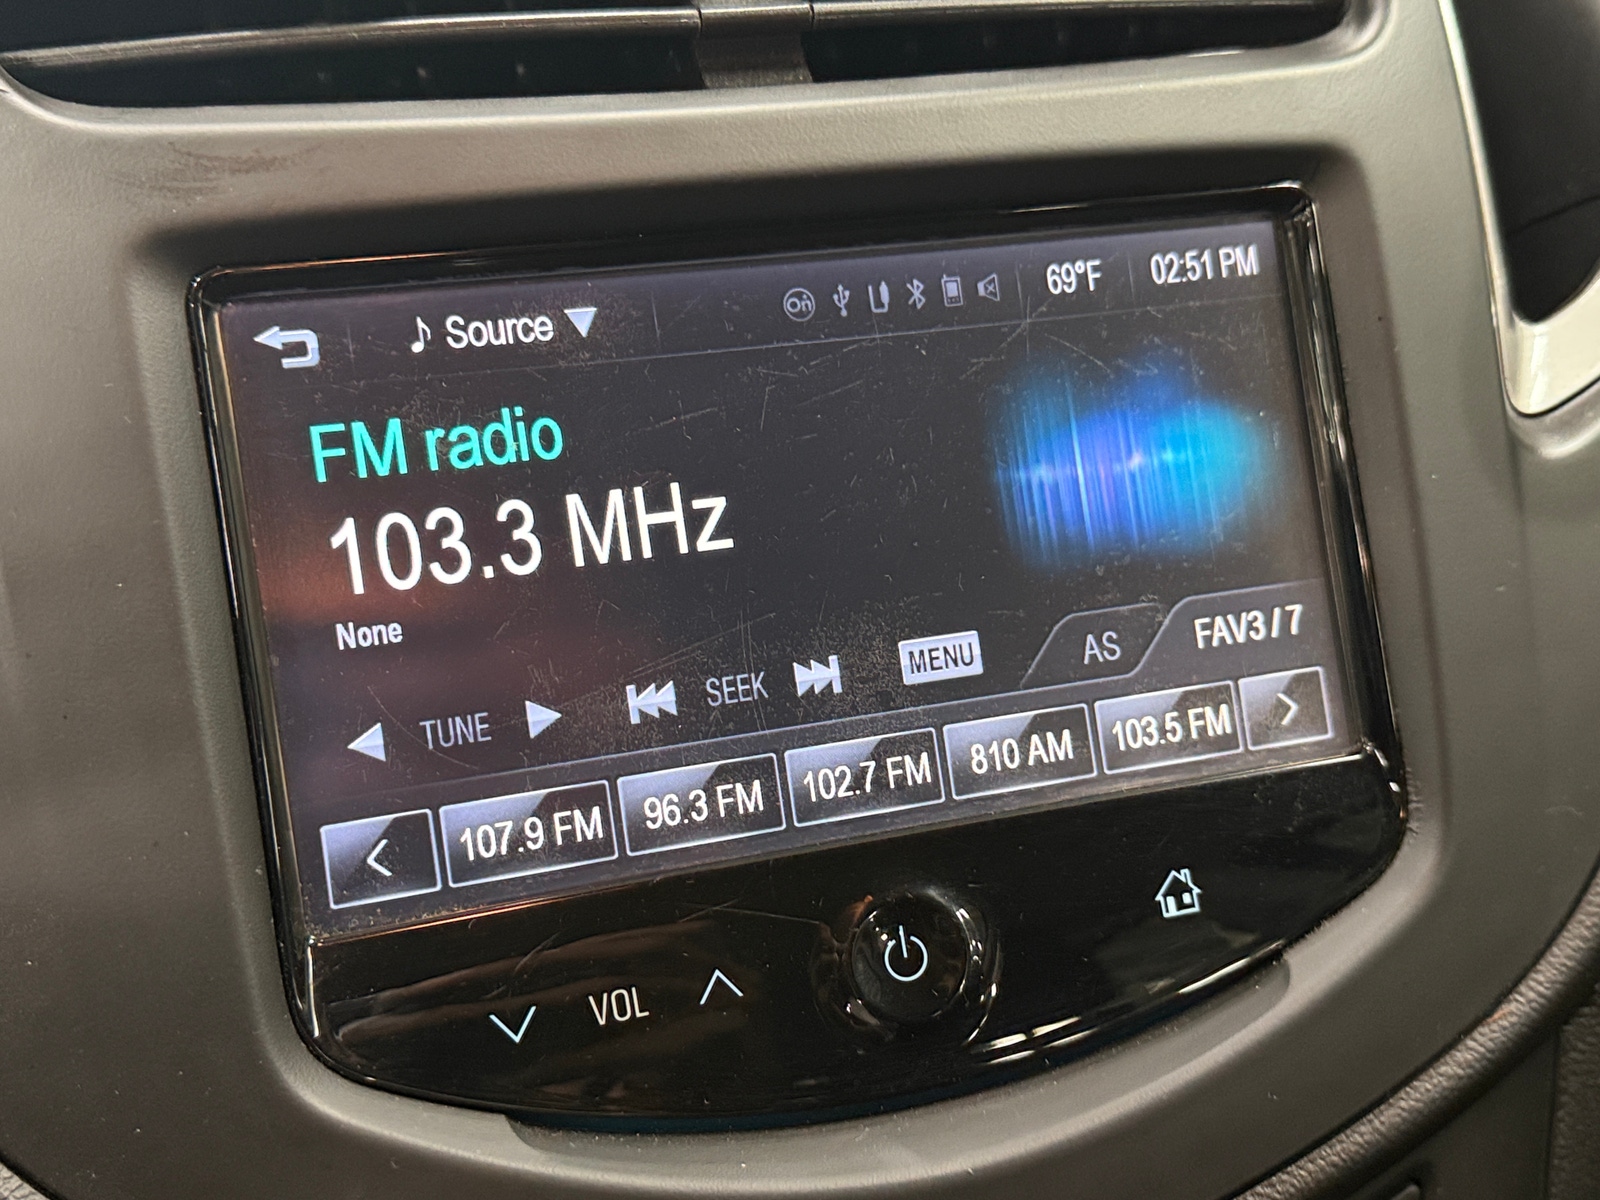 Source
On
69°F
02:51 PM
FM radio
103.3 MHz
None
TUNE
SEEK
MENU
AS
FAV3 / 7
107.9 FM
96.3 FM
102.7 FM
810 AM
103.5 FM
VOL